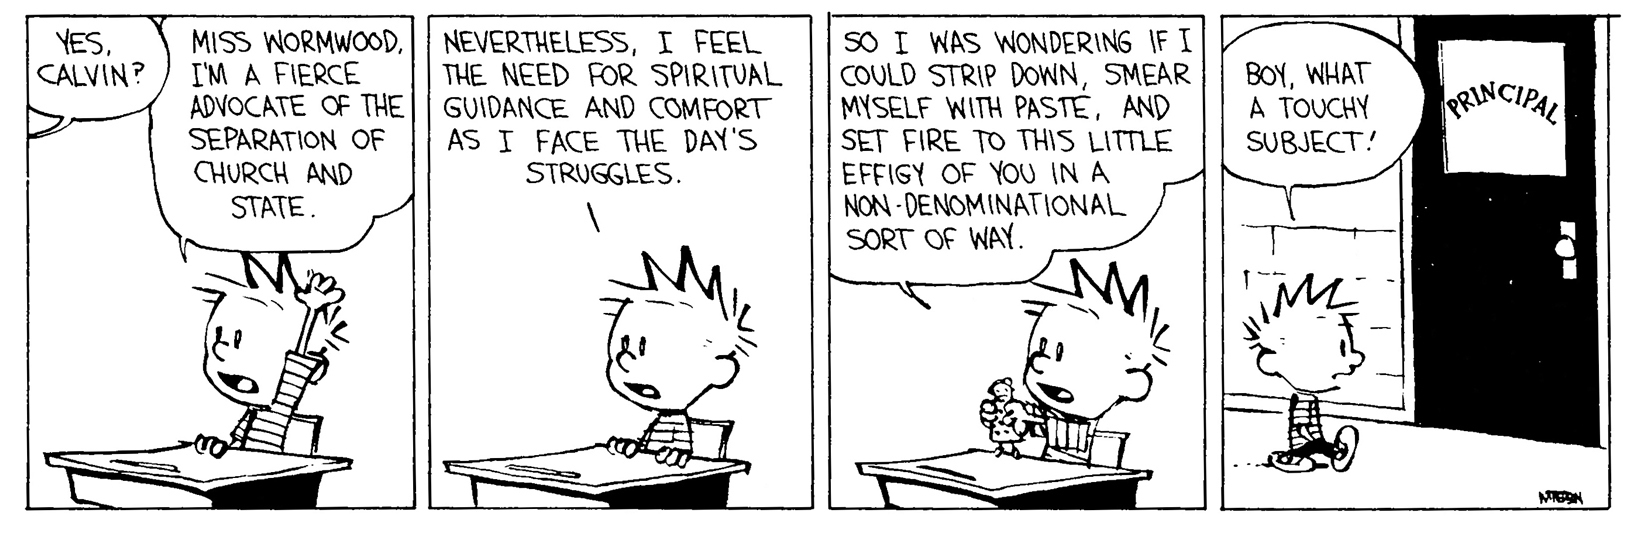 YES,
CALVIN?
MISS WORMWOOD,
I'M A FIERCE
ADVOCATE OF THE
SEPARATION OF
CHURCH AND
STATE.
NEVERTHELESS, I FEEL
THE NEED FOR SPIRITUAL
GUIDANCE AND COMFORT
AS I FACE THE DAY'S
STRUGGLES.
SO I WAS WONDERING IF I
COULD STRIP DOWN, SMEAR
MYSELF WITH PASTE, AND
SET FIRE TO THIS LITTLE
EFFIGY OF YOU IN A
NON-DENOMINATIONAL
SORT OF WAY.
BOY, WHAT
A TOUCHY
SUBJECT!
PRINCIPAL